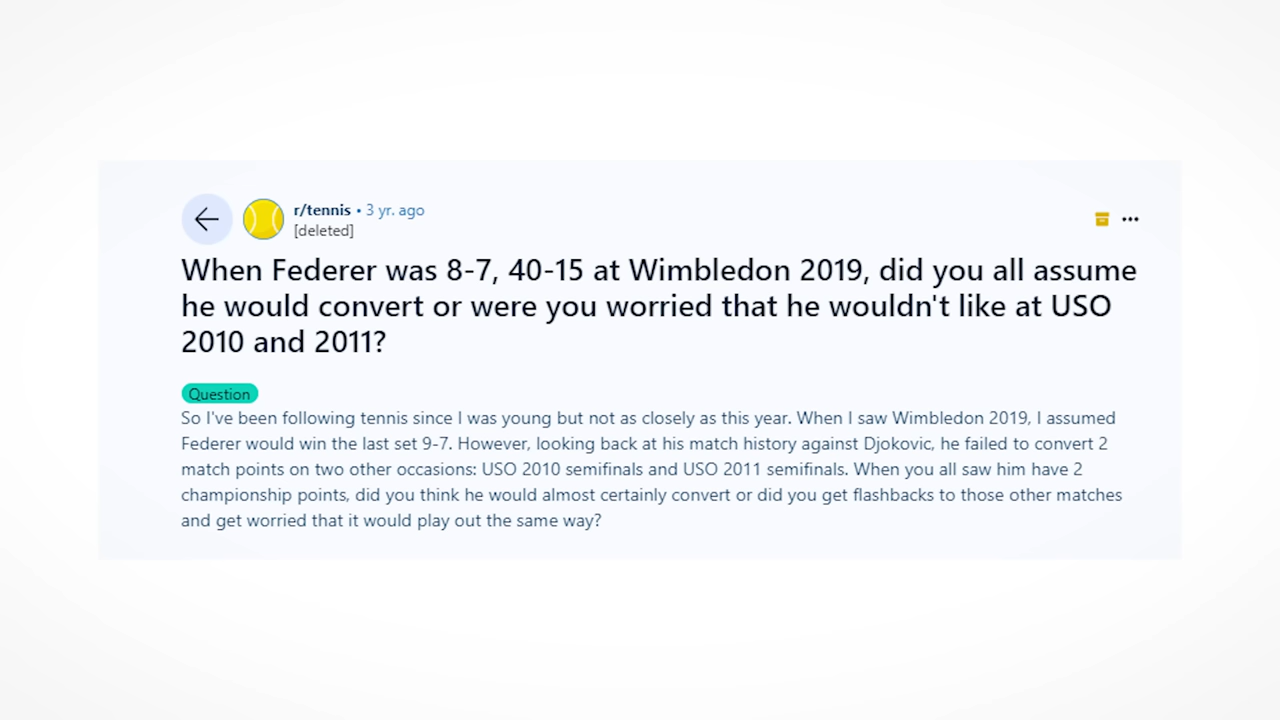 r/tennis • 3 yr. ago
[deleted]
When Federer was 8-7, 40-15 at Wimbledon 2019, did you all assume
he would convert or were you worried that he wouldn't like at USO
2010 and 2011?
Question
So I've been following tennis since I was young but not as closely as this year. When I saw Wimbledon 2019, I assumed
Federer would win the last set 9-7. However, looking back at his match history against Djokovic, he failed to convert 2
match points on two other occasions: USO 2010 semifinals and USO 2011 semifinals. When you all saw him have 2
championship points, did you think he would almost certainly convert or did you get flashbacks to those other matches
and get worried that it would play out the same way?